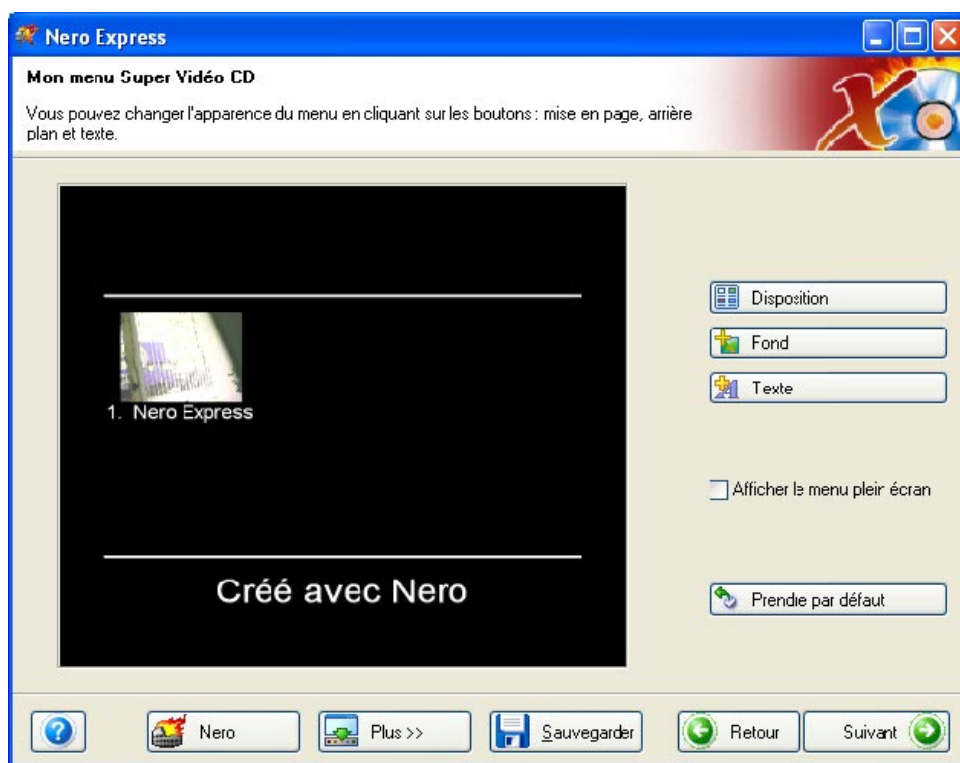 Nero Express
Mon menu Super Vidéo CD
Vous pouvez changer l'apparence du menu en cliquant sur les boutons : mise en page, arrière
plan et texte.
Disposition
Fond
1. Nero Express
Texte
Afficher le menu plein écran
Créé avec Nero
Prendre par défaut
Nero
Plus >>
Sauvegarder
Retour
Suivant